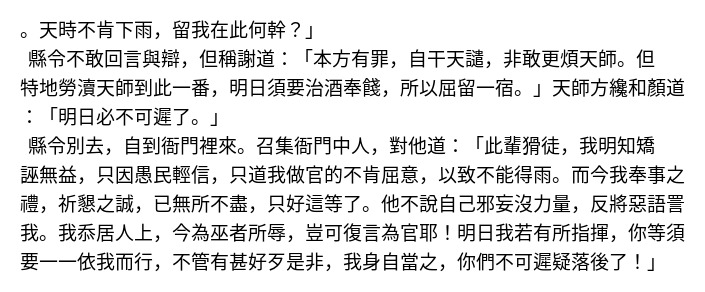 。天時不肯下雨，留我在此何幹？」
縣令不敢回言與辯，但稱謝道：「本方有罪，自干天譴，非敢更煩天師。但
特地勞瀆天師到此一番，明日須要治酒奉餞，所以屈留一宿。」天師方纔和顏道
：「明日必不可遲了。」
縣令別去，自到衙門裡來。召集衙門中人，對他道：「此輩猾徒，我明知矯
誣無益，只因愚民輕信，只道我做官的不肯屈意，以致不能得雨。而今我奉事之
禮，祈懇之誠，已無所不盡，只好這等了。他不說自己邪妄沒力量，反將惡語詈
我。我忝居人上，今為巫者所辱，豈可復言為官耶！明日我若有所指揮，你等須
要一一依我而行，不管有甚好歹是非，我身自當之，你們不可遲疑落後了！」